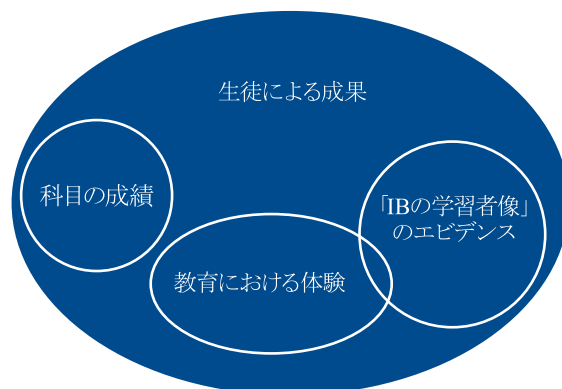 生徒による成果
科目の成績
「IBの学習者像」
のエビデンス
教育における体験